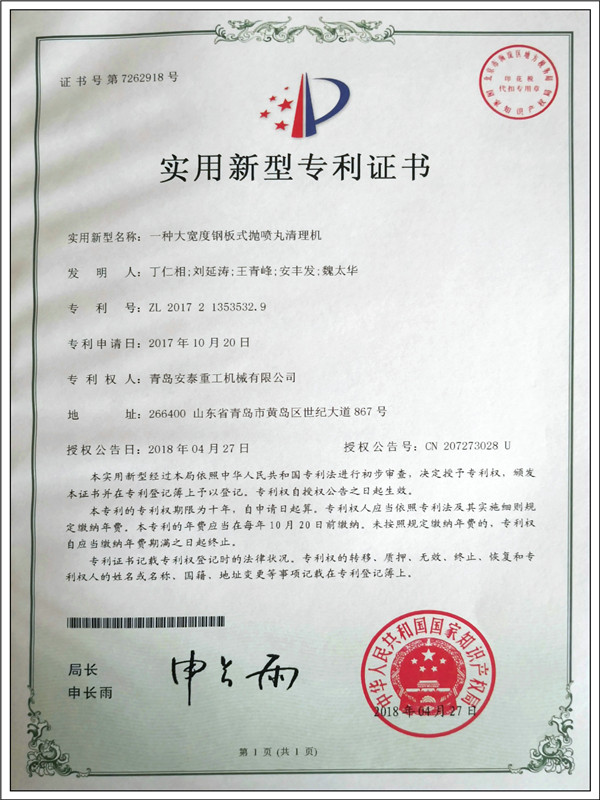 证书号第7262918号
印花税
代扣专用章
实用新型专利证书
实用新型名称：一种大宽度钢板式抛喷丸清理机
发明人：丁仁相;刘延涛;王青峰;安丰发;魏太华
专利号：ZL 2017 2 1353532.9
专利申请日：2017年10月20日
专利权人：青岛安泰重工机械有限公司
地址：266400 山东省青岛市黄岛区世纪大道867号
授权公告日：2018年04月27日 授权公告号：CN 207273028 U
本实用新型经过本局依照中华人民共和国专利法进行初步审查，决定授予专利权，颁发
本证书并在专利登记簿上予以登记。专利权自授权公告之日起生效。
本专利的专利权期限为十年，自申请日起算。专利权人应当依照专利法及其实施细则规
定缴纳年费。本专利的年费应当在每年10月20日前缴纳。未按照规定缴纳年费的，专利权
自应当缴纳年费期满之日起终止。
专利证书记载专利权登记时的法律状况。专利权的转移、质押、无效、终止、恢复和专
利权人的姓名或名称、国籍、地址变更等事项记载在专利登记簿上。
局长
申长雨
申长雨
中华人民共和国国家知识产权局
2018年04月27日
第1页(共1页)